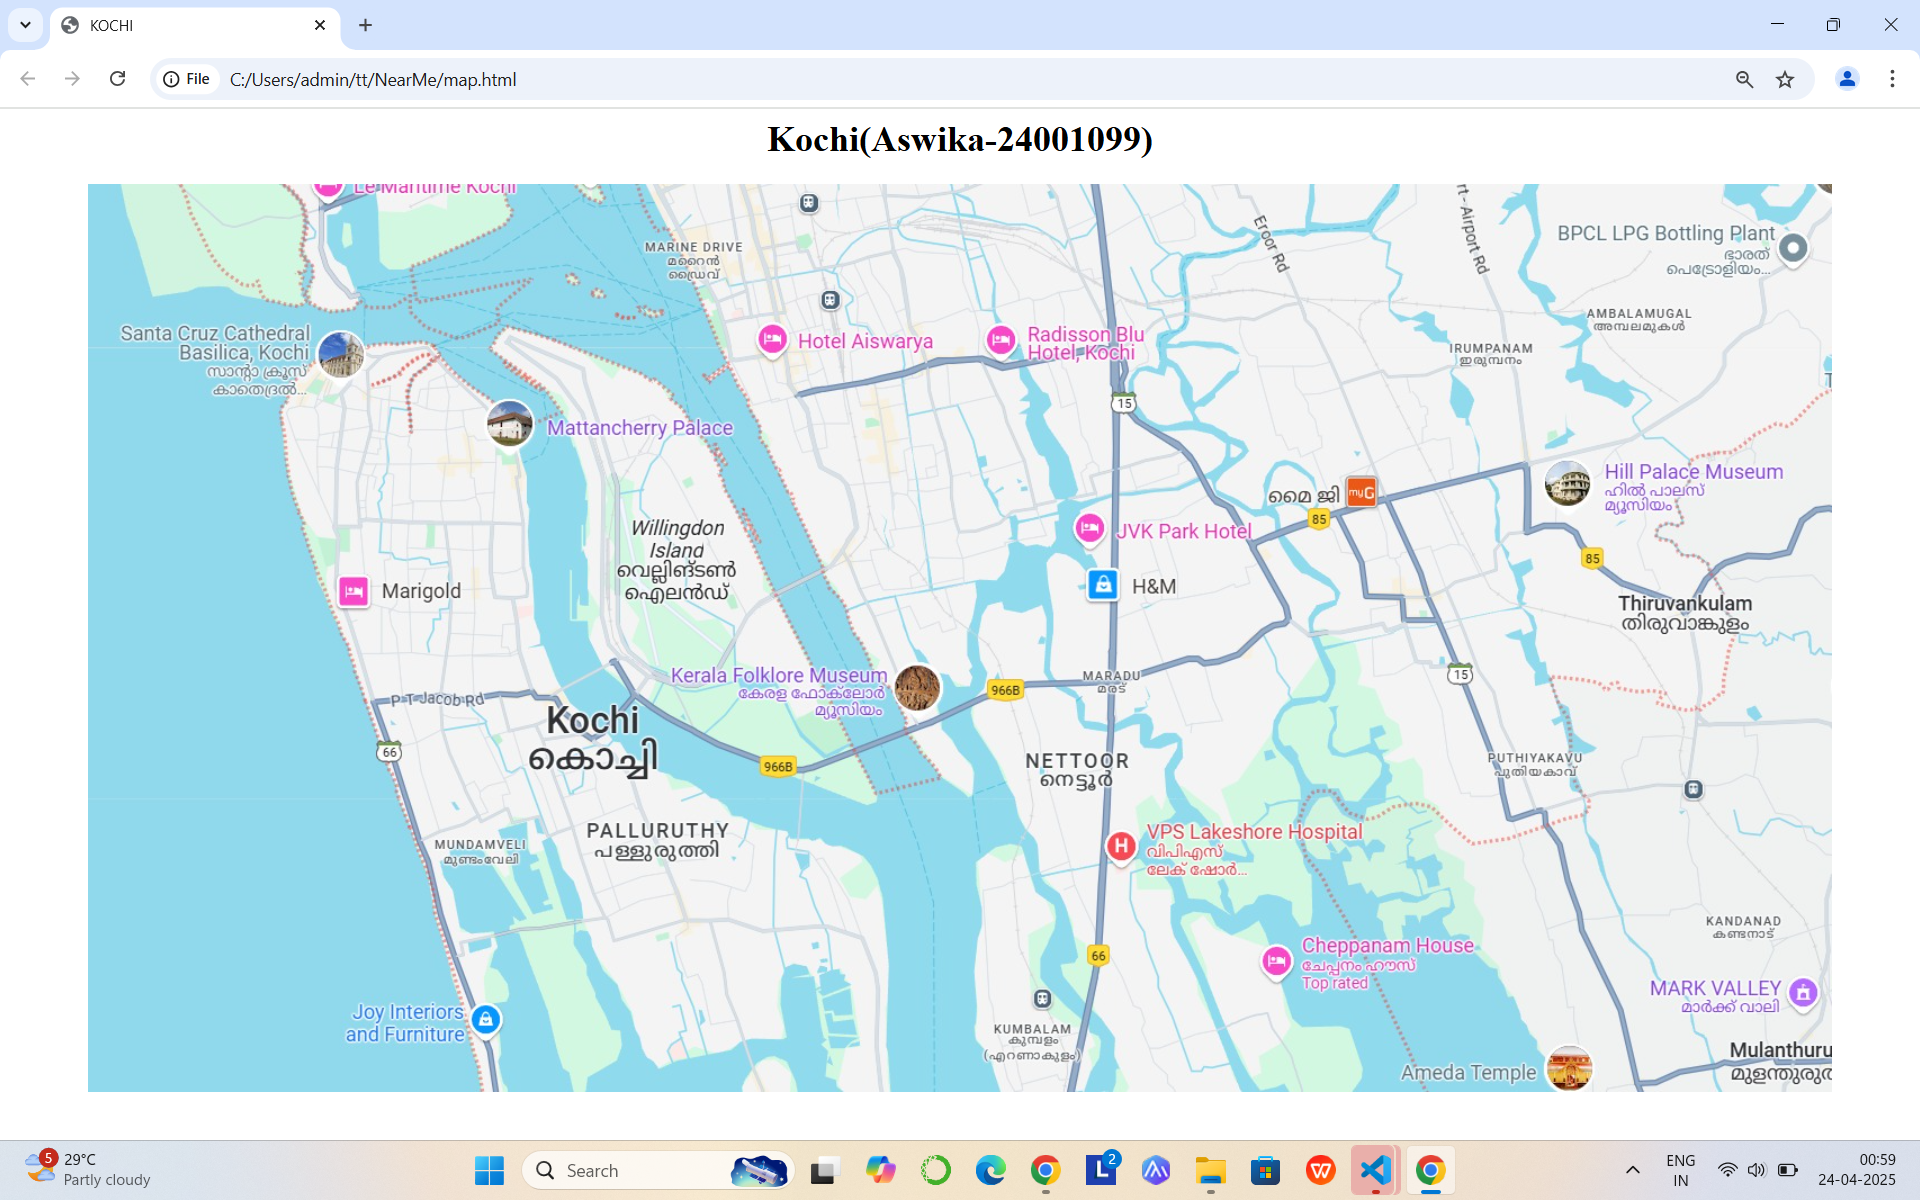 KOCHI
File
C:/Users/admin/tt/NearMe/map.html
Kochi(Aswika-24001099)
Le Maritime Kochi
MARINE DRIVE
മറൈൻ
ഡ്രൈവ്
Eroor Rd
rt - Airport Rd
BPCL LPG Bottling Plant
ഭാരത്
പെട്രോളിയം...
AMBALAMUGAL
അമ്പലമുകൾ
IRUMPANAM
ഇരുമ്പനം
Santa Cruz Cathedral
Basilica, Kochi
സാന്റാ ക്രൂസ്
കാതെദ്രൽ...
Hotel Aiswarya
Radisson Blu
Hotel, Kochi
15
Mattancherry Palace
Hill Palace Museum
ഹിൽ പാലസ്
മ്യൂസിയം
മൈ ജി
myG
85
JVK Park Hotel
Willingdon
Island
വെല്ലിങ്ടൺ
ഐലൻഡ്
85
H&M
Marigold
Thiruvankulam
തിരുവാങ്കുളം
Kerala Folklore Museum
കേരള ഫോക്‌ലോർ
മ്യൂസിയം
966B
MARADU
മരട്
15
P T Jacob Rd
Kochi
കൊച്ചി
66
966B
NETTOOR
നെട്ടൂർ
PUTHIYAKAVU
പുതിയകാവ്
PALLURUTHY
പള്ളുരുത്തി
MUNDAMVELI
മുണ്ടംവേലി
H
VPS Lakeshore Hospital
വിപിഎസ്
ലേക് ഷോർ...
KANDANAD
കണ്ടനാട്
66
Cheppanam House
ചേപ്പനം ഹൗസ്
Top rated
MARK VALLEY
മാർക്ക് വാലി
Joy Interiors
and Furniture
KUMBALAM
കുമ്പളം
(എറണാകുളം)
Mulanthuru
മുളന്തുരുത
Ameda Temple
5
29°C
Partly cloudy
Search
L
2
W
ENG
IN
00:59
24-04-2025